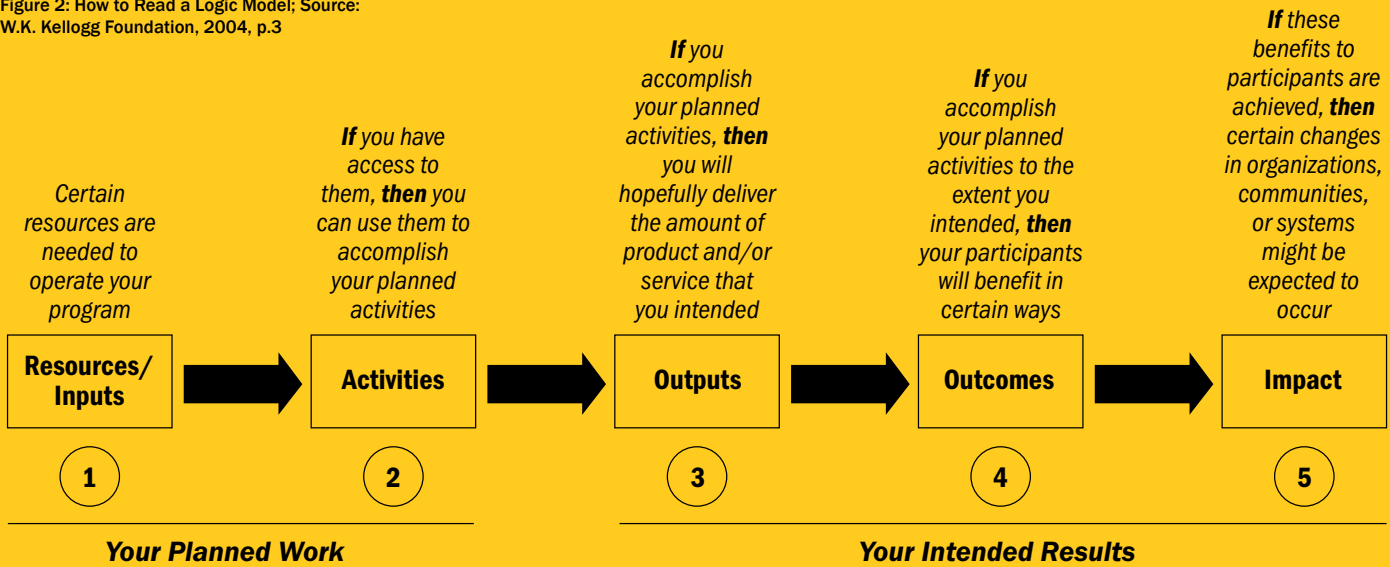 Figure 2: How to Read a Logic Model; Source:
W.K. Kellogg Foundation, 2004, p.3
Certain
resources are
needed to
operate your
program
If you have
access to
them, then you
can use them to
accomplish
your planned
activities
If you
accomplish
your planned
activities, then
you will
hopefully deliver
the amount of
product and/or
service that
you intended
If you
accomplish
your planned
activities to the
extent you
intended, then
your participants
will benefit in
certain ways
If these
benefits to
participants are
achieved, then
certain changes
in organizations,
communities,
or systems
might be
expected to
occur
Resources/
Inputs
Activities
Outputs
Outcomes
Impact
1
2
3
4
5
Your Planned Work
Your Intended Results